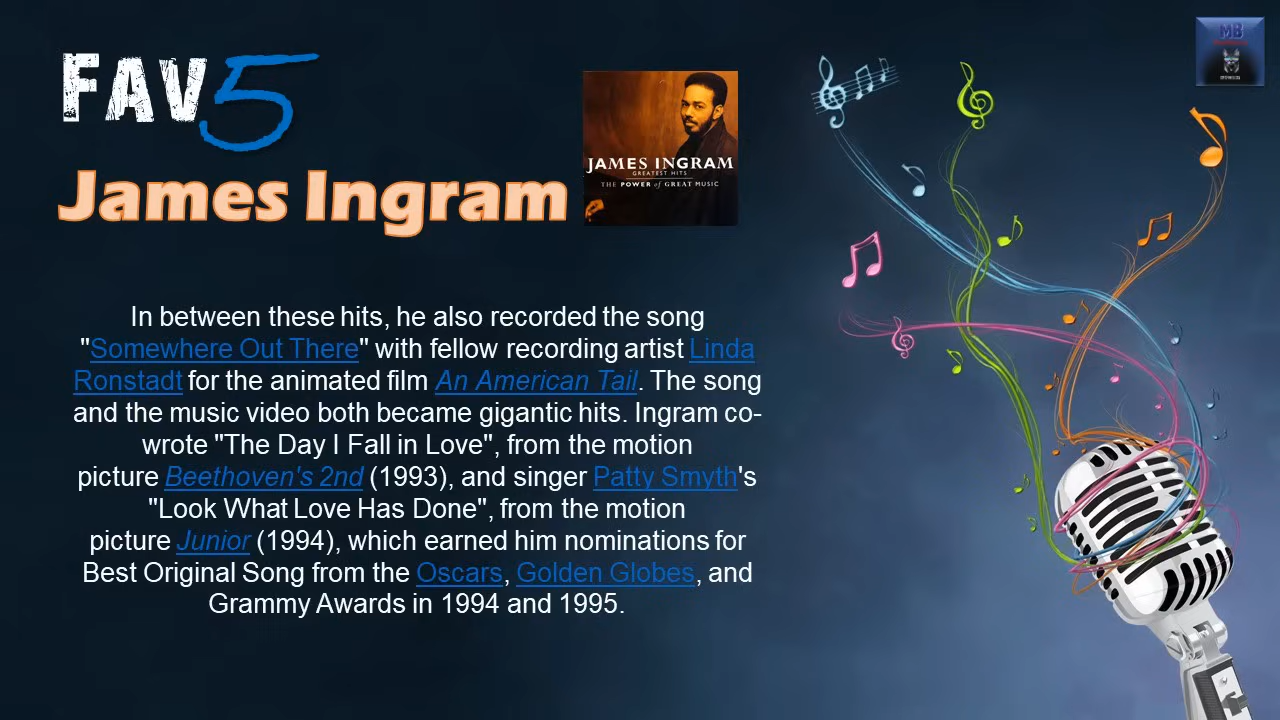 FAV5
James Ingram
JAMES INGRAM
GREATEST HITS
THE POWER of GREAT MUSIC
MB
In between these hits, he also recorded the song
"Somewhere Out There" with fellow recording artist Linda
Ronstadt for the animated film An American Tail. The song
and the music video both became gigantic hits. Ingram co-
wrote "The Day I Fall in Love", from the motion
picture Beethoven's 2nd (1993), and singer Patty Smyth's
"Look What Love Has Done", from the motion
picture Junior (1994), which earned him nominations for
Best Original Song from the Oscars, Golden Globes, and
Grammy Awards in 1994 and 1995.